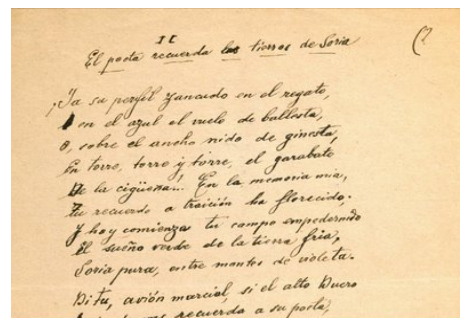 II
El poeta recuerda las tierras de Soria
¡Ya su perfil zancudo en el regato,
en el azul el vuelo de ballesta,
o, sobre el ancho nido de ginesta,
en torre, torre y torre, el garabato
de la cigüeña!... En la memoria mía,
tu recuerdo a traición ha florecido;
y hoy comienza tu campo empedernido
el sueño verde de la tierra fría,
Soria pura, entre montes de violeta.
Di tú, avión marcial, si el alto Duero
recuerda a su poeta,